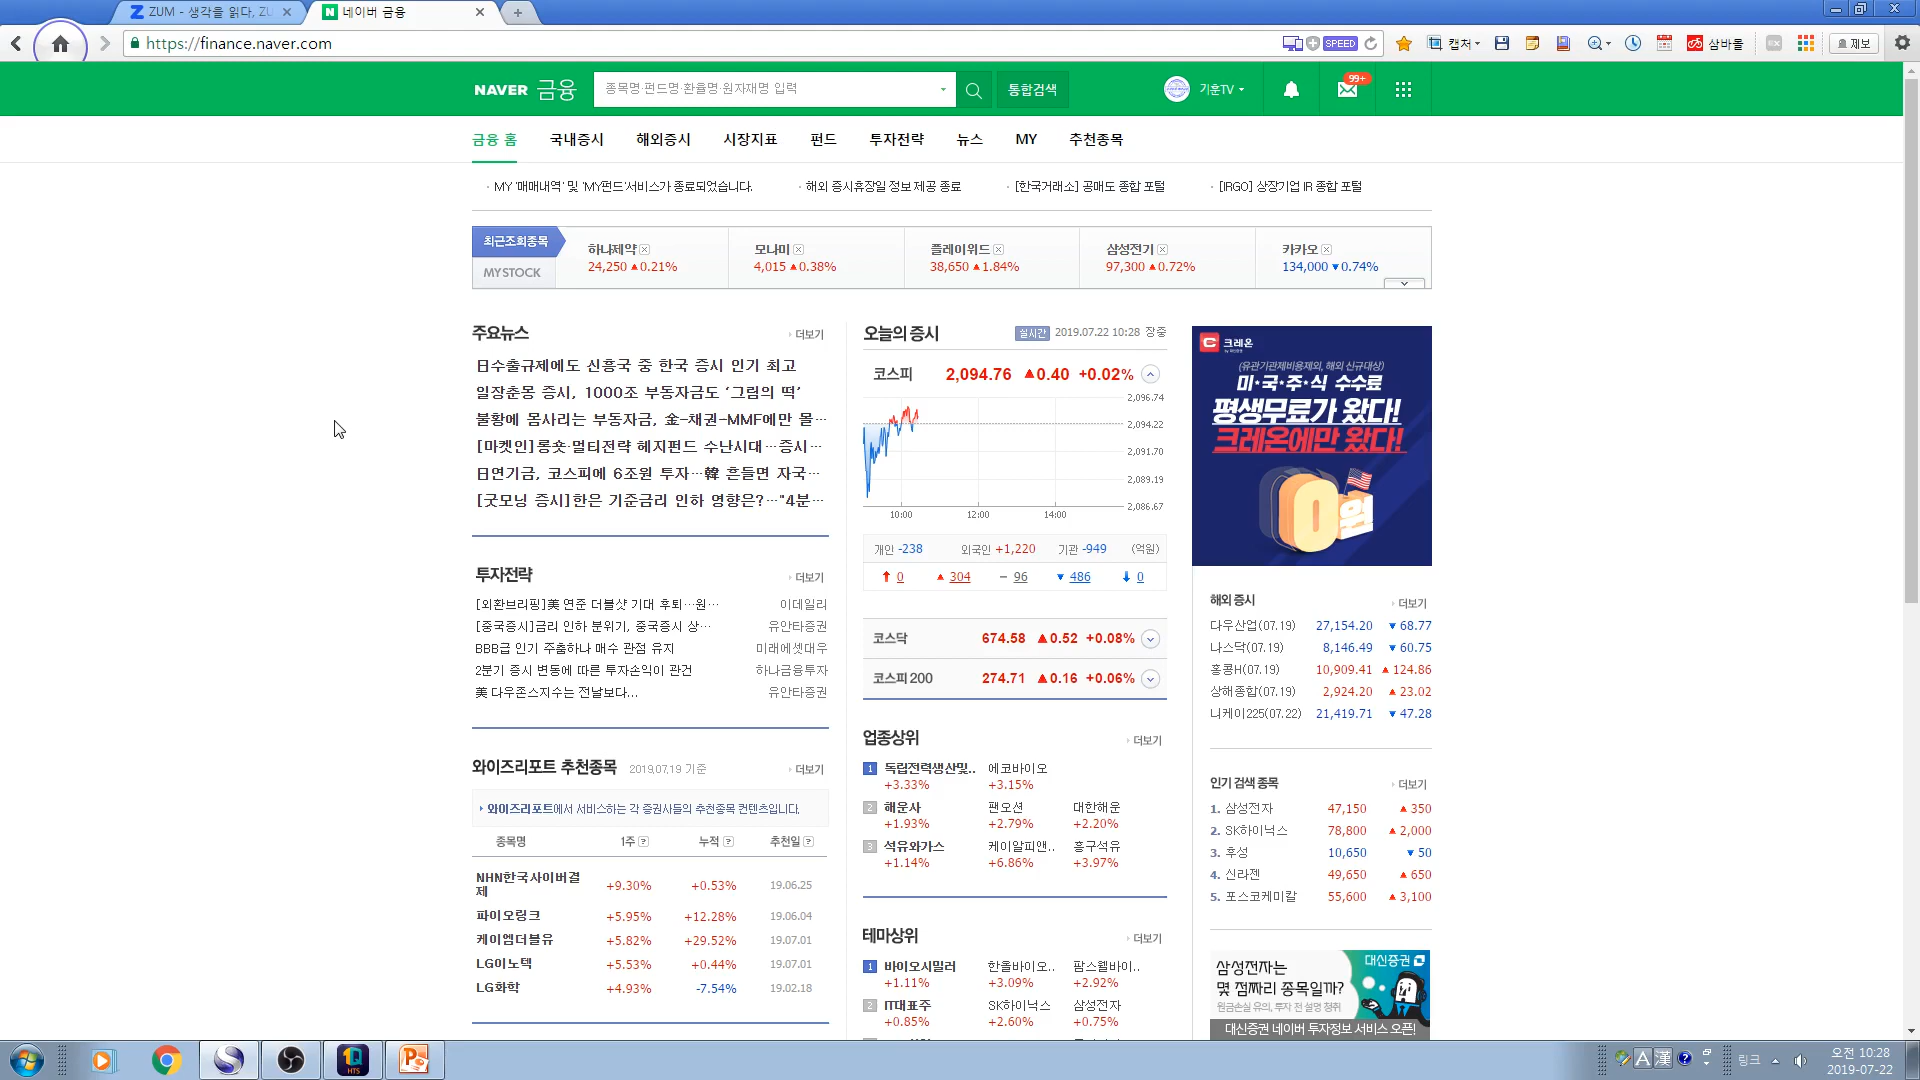 ZUM - 생각을 읽다, ZU
네이버 금융
https://finance.naver.com
SPEED
캡처
삼바몰
제보
NAVER 금융
종목명·펀드명·환율명·원자재명 입력
통합검색
기훈TV
99+
금융 홈 국내증시 해외증시 시장지표 펀드 투자전략 뉴스 MY 추천종목
· MY '매매내역' 및 'MY펀드'서비스가 종료되었습니다.
· 해외 증시휴장일 정보 제공 종료
· [한국거래소] 공매도 종합 포털
· [IRGO] 상장기업 IR 종합 포털
최근조회종목
MYSTOCK
하나제약
24,250 ▲0.21%
모나미
4,015 ▲0.38%
플레이위드
38,650 ▲1.84%
삼성전기
97,300 ▲0.72%
카카오
134,000 ▼0.74%
주요뉴스 더보기
日수출규제에도 신흥국 중 한국 증시 인기 최고
일장춘몽 증시, 1000조 부동자금도 ‘그림의 떡’
불황에 몸사리는 부동자금, 金-채권-MMF에만 몰…
[마켓인]롱숏·멀티전략 헤지펀드 수난시대…증시…
日연기금, 코스피에 6조원 투자…韓 흔들면 자국…
[굿모닝 증시]한은 기준금리 인하 영향은?…"4분…
투자전략 더보기
[외환브리핑]美 연준 더블샷 기대 후퇴…원… 이데일리
[중국증시]금리 인하 분위기, 중국증시 상… 유안타증권
BBB급 인기 주춤하나 매수 관점 유지 미래에셋대우
2분기 증시 변동에 따른 투자손익이 관건 하나금융투자
美 다우존스지수는 전날보다... 유안타증권
와이즈리포트 추천종목 2019.07.19 기준 더보기
와이즈리포트에서 서비스하는 각 증권사들의 추천종목 컨텐츠입니다.
종목명 1주 누적 추천일
NHN한국사이버결제 +9.30% +0.53% 19.06.25
파이오링크 +5.95% +12.28% 19.06.04
케이엠더블유 +5.82% +29.52% 19.07.01
LG이노텍 +5.53% +0.44% 19.07.01
LG화학 +4.93% -7.54% 19.02.18
오늘의 증시 실시간 2019.07.22 10:28 장중
코스피 2,094.76 ▲0.40 +0.02%
2,096.74
2,094.22
2,091.70
2,089.19
2,086.67
10:00 12:00 14:00
개인 -238 외국인 +1,220 기관 -949 (억원)
0 ▲ 304 − 96 ▼ 486 0
코스닥 674.58 ▲0.52 +0.08%
코스피200 274.71 ▲0.16 +0.06%
업종상위 더보기
1 독립전력생산및.. 에코바이오
+3.33% +3.15%
2 해운사 팬오션 대한해운
+1.93% +2.79% +2.20%
3 석유와가스 케이알피앤.. 흥구석유
+1.14% +6.86% +3.97%
테마상위 더보기
1 바이오시밀러 한올바이오.. 팜스웰바이..
+1.11% +3.09% +2.92%
2 IT대표주 SK하이닉스 삼성전자
+0.85% +2.60% +0.75%
크레온
(유관기관제비용제외, 해외 신규대상)
미·국·주·식 수수료
평생무료가 왔다!
크레온에만 왔다!
0원
해외 증시 더보기
다우산업(07.19) 27,154.20 ▼68.77
나스닥(07.19) 8,146.49 ▼60.75
홍콩H(07.19) 10,909.41 ▲124.86
상해종합(07.19) 2,924.20 ▲23.02
니케이225(07.22) 21,419.71 ▼47.28
인기 검색 종목 더보기
1. 삼성전자 47,150 ▲350
2. SK하이닉스 78,800 ▲2,000
3. 후성 10,650 ▼50
4. 신라젠 49,650 ▲650
5. 포스코케미칼 55,600 ▲3,100
대신증권
삼성전자는
몇 점짜리 종목일까?
원금손실 유의, 투자 전 설명 청취
대신증권 네이버 투자정보 서비스 오픈!
HTS
A 漢
링크
오전 10:28
2019-07-22